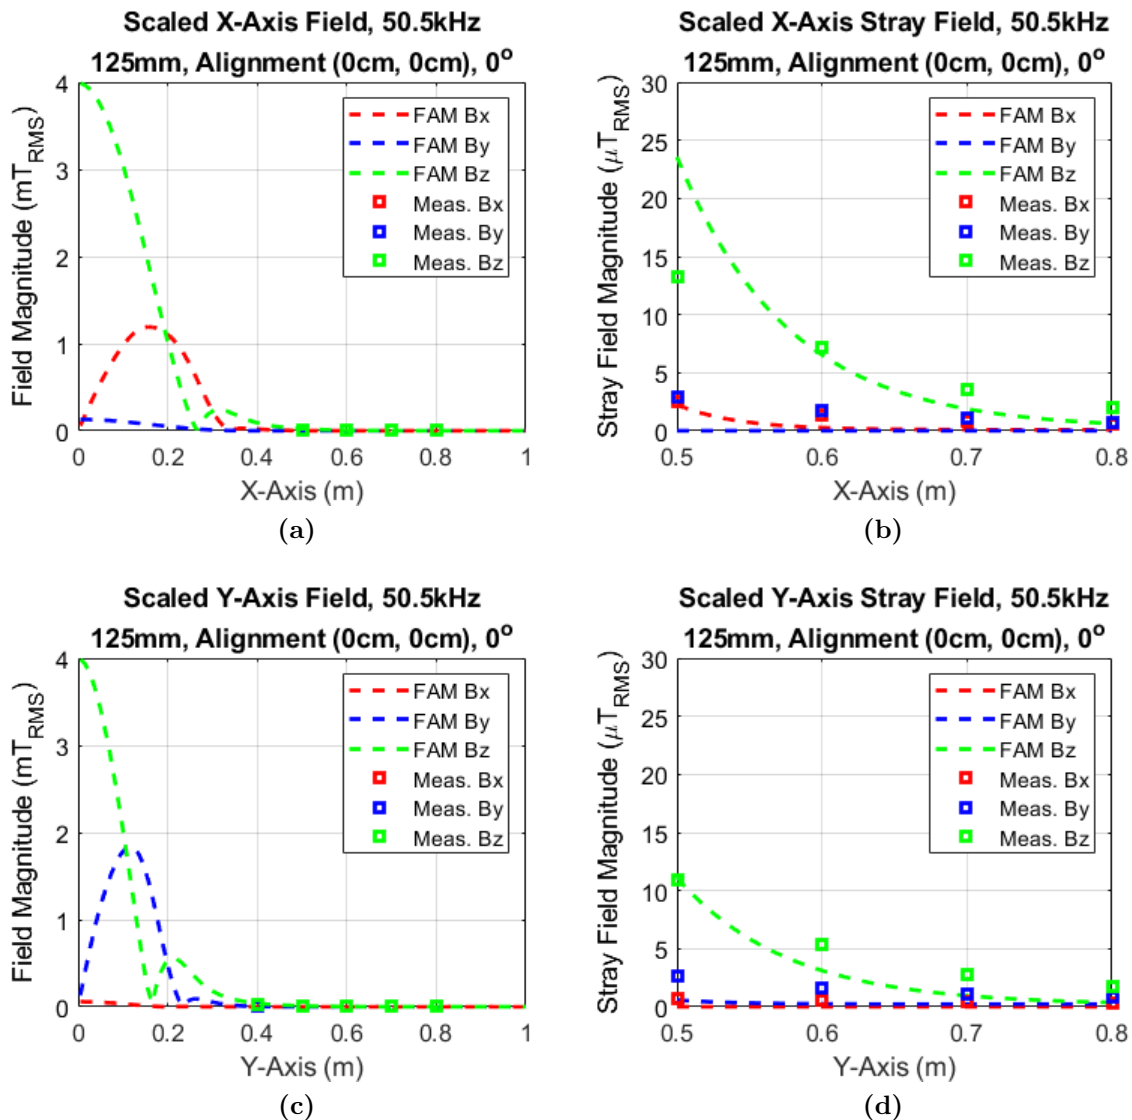 Scaled X-Axis Field, 50.5kHz
125mm, Alignment (0cm, 0cm), 0°
Field Magnitude (mT_RMS)
4
3
2
1
0
FAM Bx
FAM By
FAM Bz
Meas. Bx
Meas. By
Meas. Bz
0 0.2 0.4 0.6 0.8 1
X-Axis (m)
(a)
Scaled X-Axis Stray Field, 50.5kHz
125mm, Alignment (0cm, 0cm), 0°
Stray Field Magnitude (μT_RMS)
30
25
20
15
10
5
0
FAM Bx
FAM By
FAM Bz
Meas. Bx
Meas. By
Meas. Bz
0.5 0.6 0.7 0.8
X-Axis (m)
(b)
Scaled Y-Axis Field, 50.5kHz
125mm, Alignment (0cm, 0cm), 0°
Field Magnitude (mT_RMS)
4
3
2
1
0
FAM Bx
FAM By
FAM Bz
Meas. Bx
Meas. By
Meas. Bz
0 0.2 0.4 0.6 0.8 1
Y-Axis (m)
(c)
Scaled Y-Axis Stray Field, 50.5kHz
125mm, Alignment (0cm, 0cm), 0°
Stray Field Magnitude (μT_RMS)
30
25
20
15
10
5
0
FAM Bx
FAM By
FAM Bz
Meas. Bx
Meas. By
Meas. Bz
0.5 0.6 0.7 0.8
Y-Axis (m)
(d)